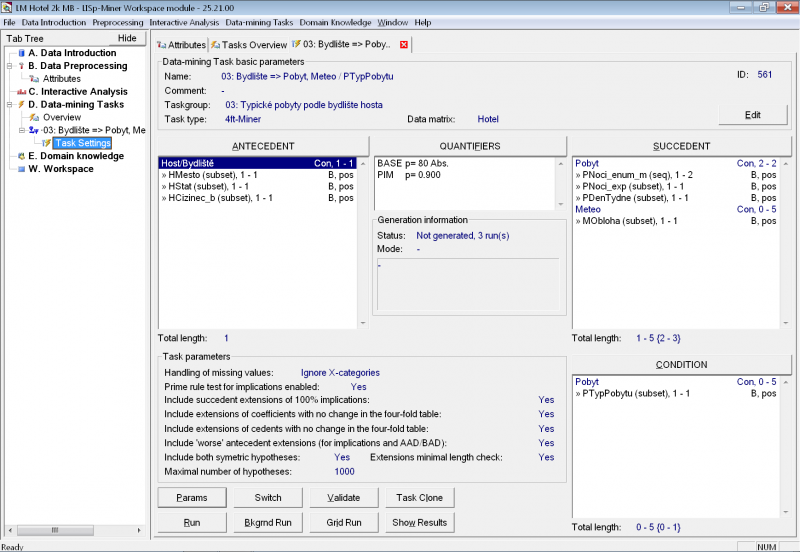 LM Hotel 2k MB - LISp-Miner Workspace module - 25.21.00
File Data Introduction Preprocessing Interactive Analysis Data-mining Tasks Domain Knowledge Window Help
Tab Tree Hide
A. Data Introduction
B. Data Preprocessing
Attributes
C. Interactive Analysis
D. Data-mining Tasks
Overview
03: Bydliště => Pobyt, Me
Task Settings
E. Domain knowledge
W. Workspace
Attributes Tasks Overview 03: Bydliště => Poby..
Data-mining Task basic parameters
Name: 03: Bydliště => Pobyt, Meteo / PTypPobytu ID: 561
Comment: -
Taskgroup: 03: Typické pobyty podle bydliště hosta
Task type: 4ft-Miner Data matrix: Hotel
Edit
ANTECEDENT
Host/Bydliště Con, 1 - 1
» HMesto (subset), 1 - 1 B, pos
» HStat (subset), 1 - 1 B, pos
» HCizinec_b (subset), 1 - 1 B, pos
Total length: 1
QUANTIFIERS
BASE p= 80 Abs.
PIM p= 0.900
Generation information
Status: Not generated, 3 run(s)
Mode: -
-
SUCCEDENT
Pobyt Con, 2 - 2
» PNoci_enum_m (seq), 1 - 2 B, pos
» PNoci_exp (subset), 1 - 1 B, pos
» PDenTydne (subset), 1 - 1 B, pos
Meteo Con, 0 - 5
» MObloha (subset), 1 - 1 B, pos
Total length: 1 - 5 {2 - 3}
Task parameters
Handling of missing values: Ignore X-categories
Prime rule test for implications enabled: Yes
Include succedent extensions of 100% implications: Yes
Include extensions of coefficients with no change in the four-fold table: Yes
Include extensions of cedents with no change in the four-fold table: Yes
Include 'worse' antecedent extensions (for implications and AAD/BAD): Yes
Include both symetric hypotheses: Yes Extensions minimal length check: Yes
Maximal number of hypotheses: 1000
CONDITION
Pobyt Con, 0 - 5
» PTypPobytu (subset), 1 - 1 B, pos
Total length: 0 - 5 {0 - 1}
Params Switch Validate Task Clone
Run Bkgrnd Run Grid Run Show Results
Ready NUM